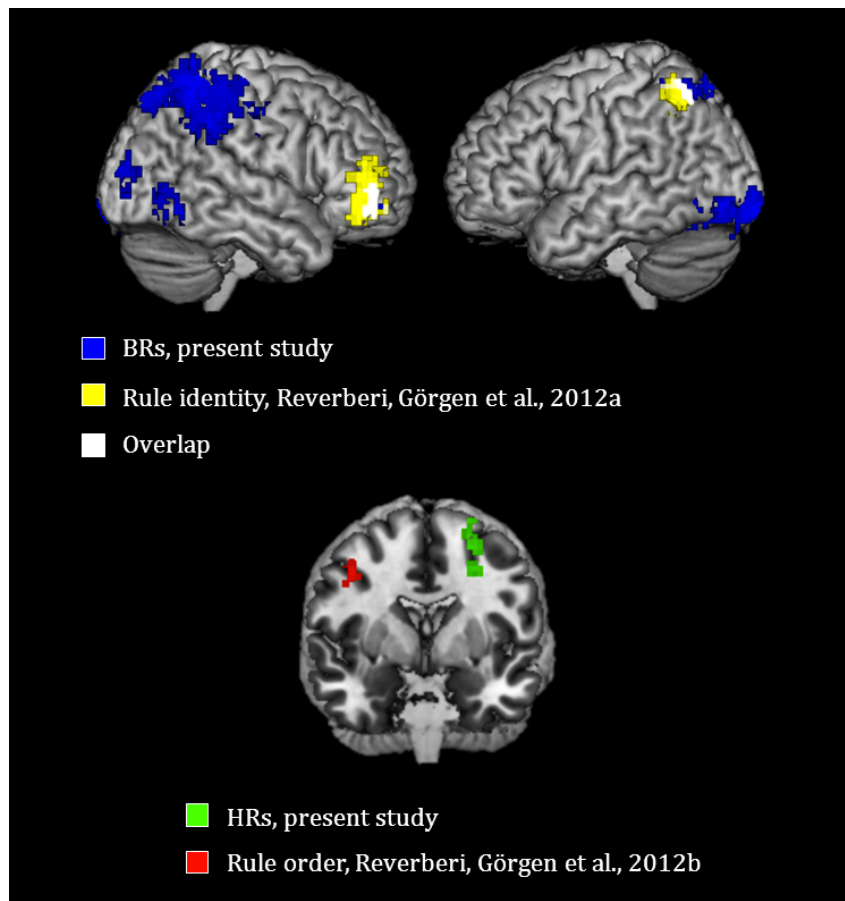 BRs, present study
Rule identity, Reverberi, Görgen et al., 2012a
Overlap
HRs, present study
Rule order, Reverberi, Görgen et al., 2012b